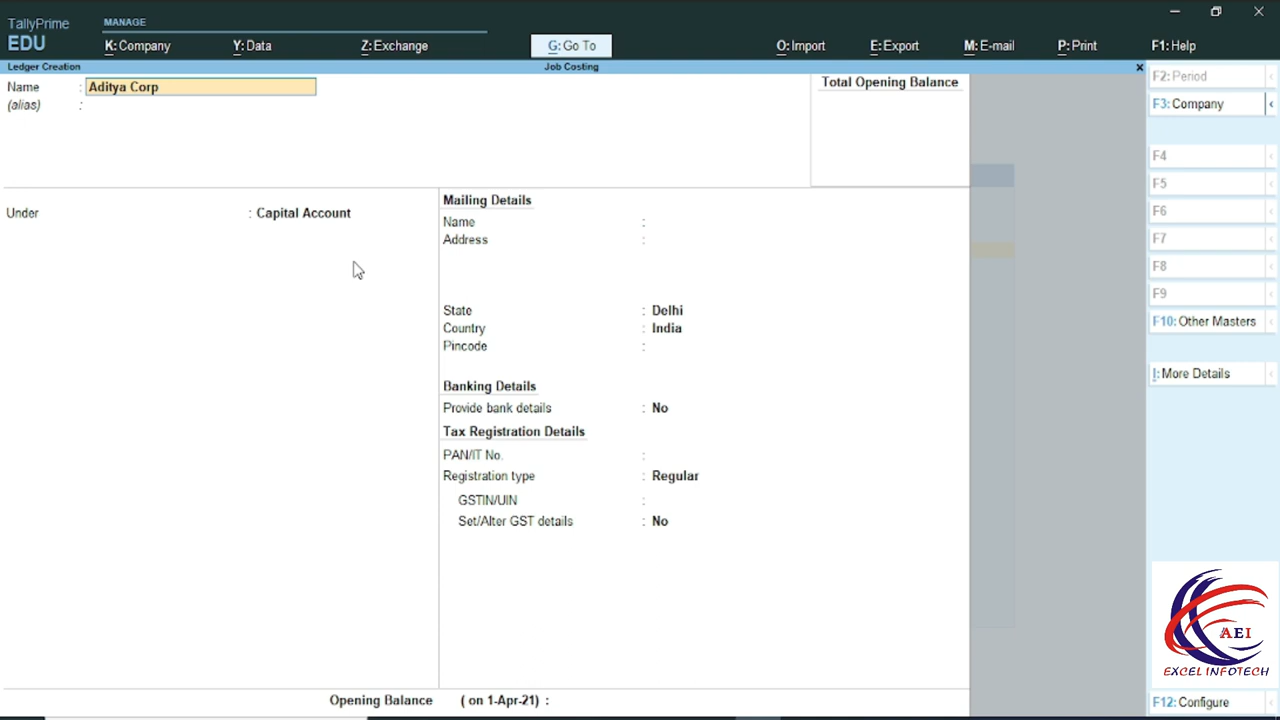 TallyPrime
EDU
MANAGE
K: Company
Y: Data
Z: Exchange
G: Go To
O: Import
E: Export
M: E-mail
P: Print
F1: Help
Ledger Creation
Job Costing
x
Name : Aditya Corp
(alias) :
Total Opening Balance
Under : Capital Account
Mailing Details
Name :
Address :
State : Delhi
Country : India
Pincode :
Banking Details
Provide bank details : No
Tax Registration Details
PAN/IT No. :
Registration type : Regular
GSTIN/UIN :
Set/Alter GST details : No
Opening Balance ( on 1-Apr-21) :
F2: Period
F3: Company
F4
F5
F6
F7
F8
F9
F10: Other Masters
I: More Details
AEI
EXCEL INFOTECH
F12: Configure